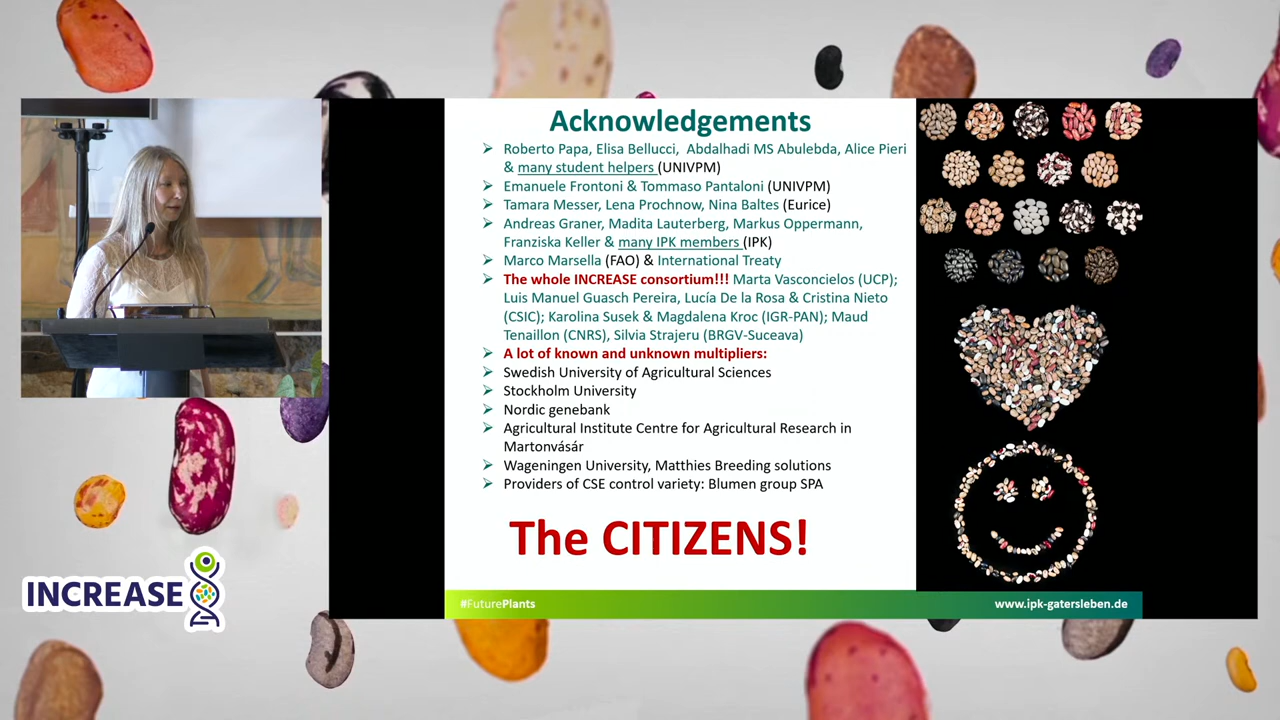 Acknowledgements
Roberto Papa, Elisa Bellucci, Abdalhadi MS Abulebda, Alice Pieri
& many student helpers (UNIVPM)
Emanuele Frontoni & Tommaso Pantaloni (UNIVPM)
Tamara Messer, Lena Prochnow, Nina Baltes (Eurice)
Andreas Graner, Madita Lauterberg, Markus Oppermann,
Franziska Keller & many IPK members (IPK)
Marco Marsella (FAO) & International Treaty
The whole INCREASE consortium!!! Marta Vasconcielos (UCP);
Luis Manuel Guasch Pereira, Lucía De la Rosa & Cristina Nieto
(CSIC); Karolina Susek & Magdalena Kroc (IGR-PAN); Maud
Tenaillon (CNRS), Silvia Strajeru (BRGV-Suceava)
A lot of known and unknown multipliers:
Swedish University of Agricultural Sciences
Stockholm University
Nordic genebank
Agricultural Institute Centre for Agricultural Research in
Martonvásár
Wageningen University, Matthies Breeding solutions
Providers of CSE control variety: Blumen group SPA
The CITIZENS!
#FuturePlants
www.ipk-gatersleben.de
INCREASE